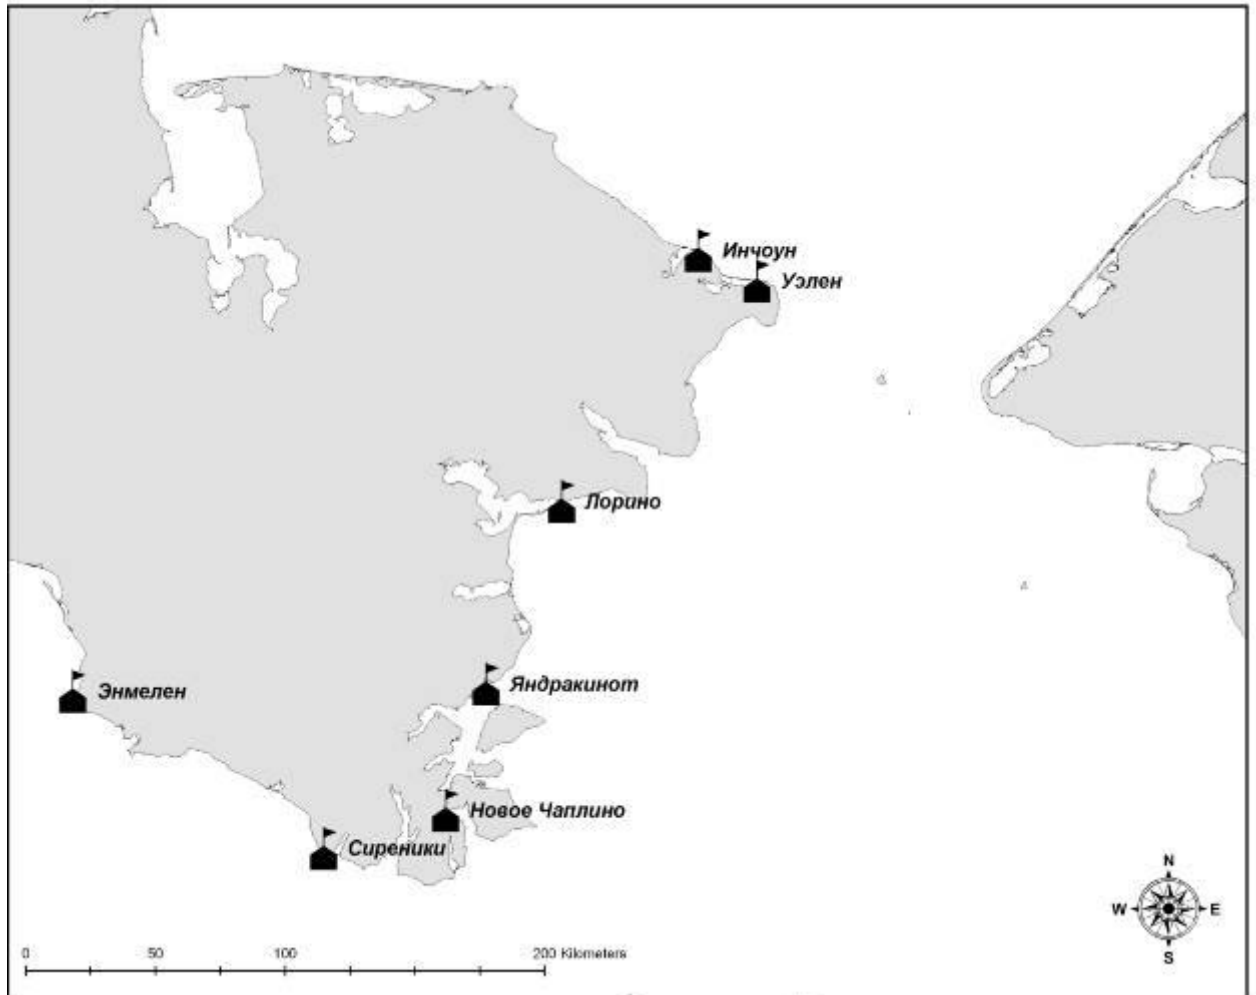 Инчоун
Уэлен
Лорино
Яндракинот
Энмелен
Новое Чаплино
Сиреники
N
W E
S
0 50 100 200 Kilometers